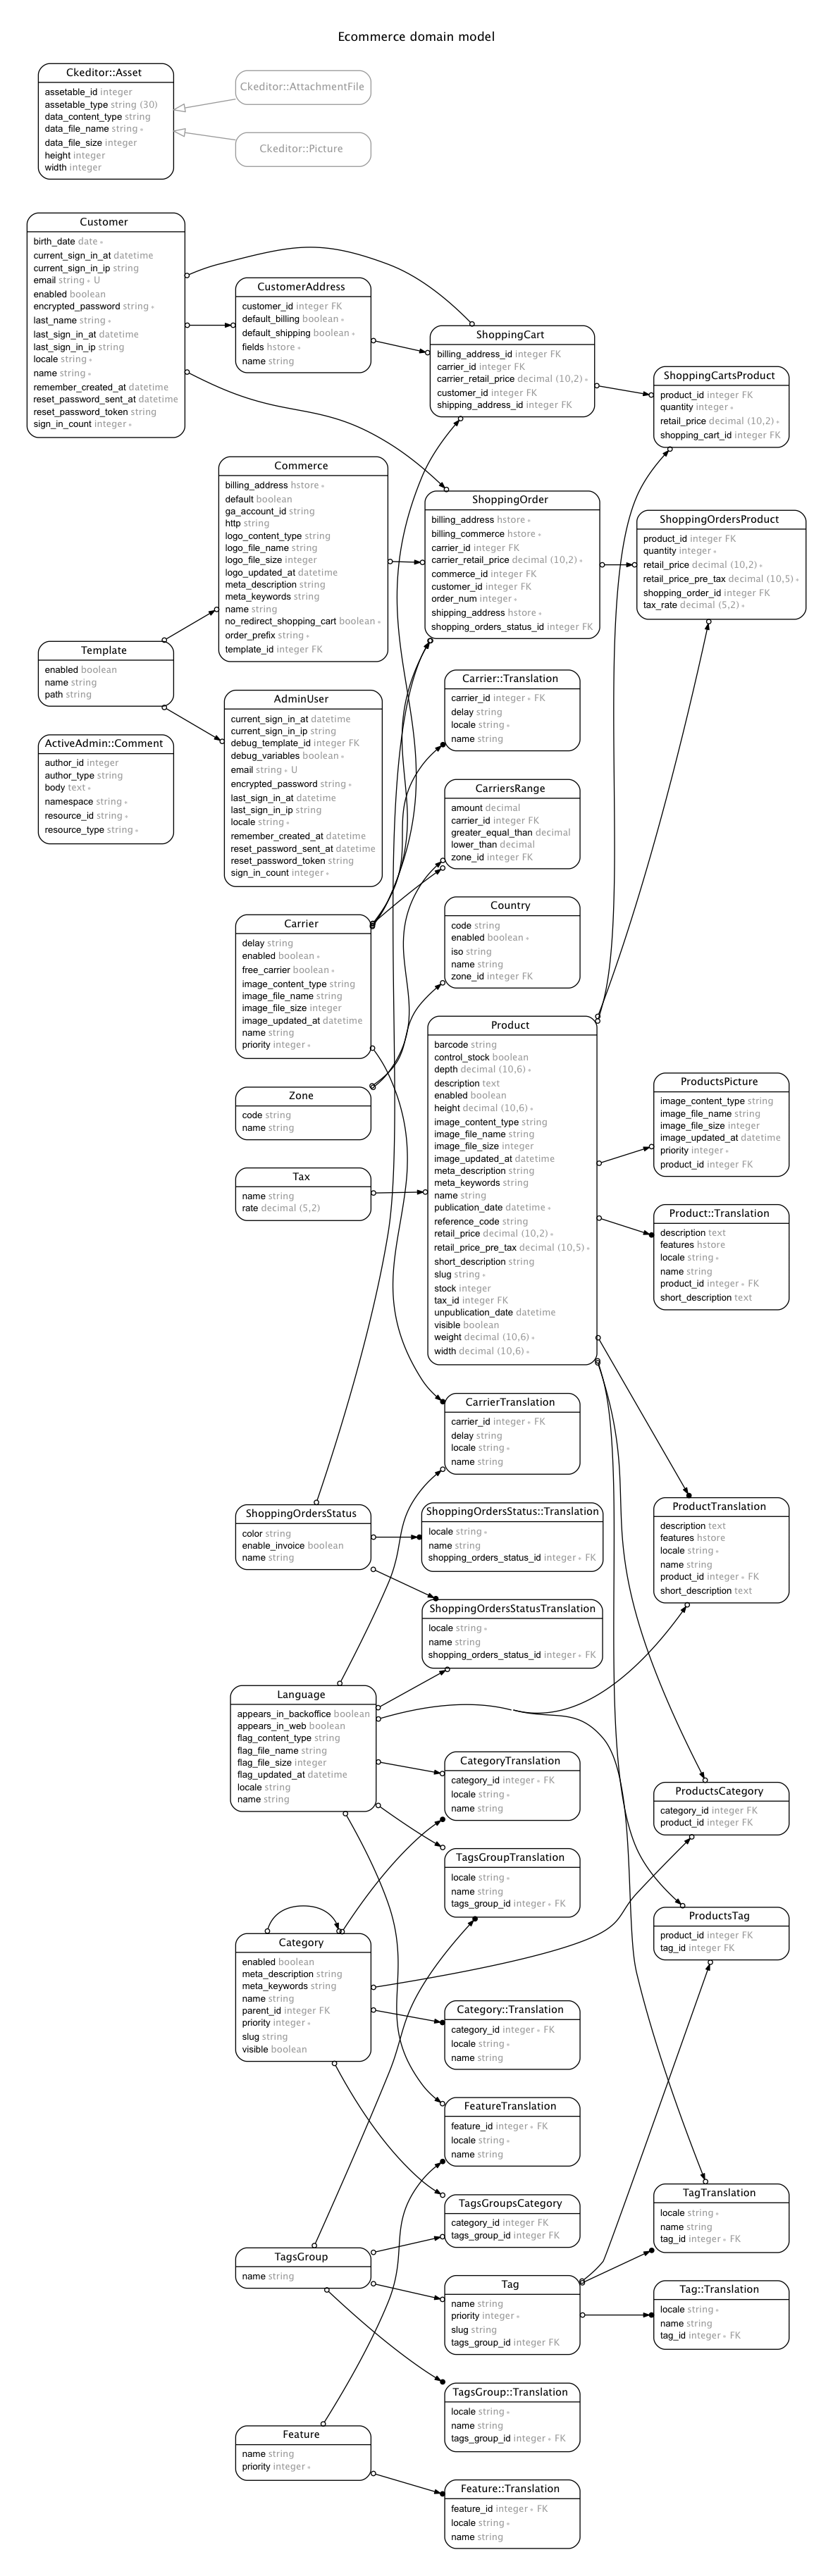 Ecommerce domain model
Ckeditor::Asset
assetable_id integer
assetable_type string (30)
data_content_type string
data_file_name string ∗
data_file_size integer
height integer
width integer
Ckeditor::AttachmentFile
Ckeditor::Picture
Customer
birth_date date ∗
current_sign_in_at datetime
current_sign_in_ip string
email string ∗ U
enabled boolean
encrypted_password string ∗
last_name string ∗
last_sign_in_at datetime
last_sign_in_ip string
locale string ∗
name string ∗
remember_created_at datetime
reset_password_sent_at datetime
reset_password_token string
sign_in_count integer ∗
CustomerAddress
customer_id integer FK
default_billing boolean ∗
default_shipping boolean ∗
fields hstore ∗
name string
ShoppingCart
billing_address_id integer FK
carrier_id integer FK
carrier_retail_price decimal (10,2) ∗
customer_id integer FK
shipping_address_id integer FK
ShoppingCartsProduct
product_id integer FK
quantity integer ∗
retail_price decimal (10,2) ∗
shopping_cart_id integer FK
Commerce
billing_address hstore ∗
default boolean
ga_account_id string
http string
logo_content_type string
logo_file_name string
logo_file_size integer
logo_updated_at datetime
meta_description string
meta_keywords string
name string
no_redirect_shopping_cart boolean ∗
order_prefix string ∗
template_id integer FK
ShoppingOrder
billing_address hstore ∗
billing_commerce hstore ∗
carrier_id integer FK
carrier_retail_price decimal (10,2) ∗
commerce_id integer FK
customer_id integer FK
order_num integer ∗
shipping_address hstore ∗
shopping_orders_status_id integer FK
ShoppingOrdersProduct
product_id integer FK
quantity integer ∗
retail_price decimal (10,2) ∗
retail_price_pre_tax decimal (10,5) ∗
shopping_order_id integer FK
tax_rate decimal (5,2) ∗
Template
enabled boolean
name string
path string
ActiveAdmin::Comment
author_id integer
author_type string
body text ∗
namespace string ∗
resource_id string ∗
resource_type string ∗
AdminUser
current_sign_in_at datetime
current_sign_in_ip string
debug_template_id integer FK
debug_variables boolean ∗
email string ∗ U
encrypted_password string ∗
last_sign_in_at datetime
last_sign_in_ip string
locale string ∗
remember_created_at datetime
reset_password_sent_at datetime
reset_password_token string
sign_in_count integer ∗
Carrier::Translation
carrier_id integer ∗ FK
delay string
locale string ∗
name string
CarriersRange
amount decimal
carrier_id integer FK
greater_equal_than decimal
lower_than decimal
zone_id integer FK
Country
code string
enabled boolean ∗
iso string
name string
zone_id integer FK
Carrier
delay string
enabled boolean ∗
free_carrier boolean ∗
image_content_type string
image_file_name string
image_file_size integer
image_updated_at datetime
name string
priority integer ∗
Zone
code string
name string
Tax
name string
rate decimal (5,2)
Product
barcode string
control_stock boolean
depth decimal (10,6) ∗
description text
enabled boolean
height decimal (10,6) ∗
image_content_type string
image_file_name string
image_file_size integer
image_updated_at datetime
meta_description string
meta_keywords string
name string
publication_date datetime ∗
reference_code string
retail_price decimal (10,2) ∗
retail_price_pre_tax decimal (10,5) ∗
short_description string
slug string ∗
stock integer
tax_id integer FK
unpublication_date datetime
visible boolean
weight decimal (10,6) ∗
width decimal (10,6) ∗
ProductsPicture
image_content_type string
image_file_name string
image_file_size integer
image_updated_at datetime
priority integer ∗
product_id integer FK
Product::Translation
description text
features hstore
locale string ∗
name string
product_id integer ∗ FK
short_description text
CarrierTranslation
carrier_id integer ∗ FK
delay string
locale string ∗
name string
ShoppingOrdersStatus
color string
enable_invoice boolean
name string
ShoppingOrdersStatus::Translation
locale string ∗
name string
shopping_orders_status_id integer ∗ FK
ProductTranslation
description text
features hstore
locale string ∗
name string
product_id integer ∗ FK
short_description text
ShoppingOrdersStatusTranslation
locale string ∗
name string
shopping_orders_status_id integer ∗ FK
Language
appears_in_backoffice boolean
appears_in_web boolean
flag_content_type string
flag_file_name string
flag_file_size integer
flag_updated_at datetime
locale string
name string
CategoryTranslation
category_id integer ∗ FK
locale string ∗
name string
ProductsCategory
category_id integer FK
product_id integer FK
TagsGroupTranslation
locale string ∗
name string
tags_group_id integer ∗ FK
ProductsTag
product_id integer FK
tag_id integer FK
Category
enabled boolean
meta_description string
meta_keywords string
name string
parent_id integer FK
priority integer ∗
slug string
visible boolean
Category::Translation
category_id integer ∗ FK
locale string ∗
name string
FeatureTranslation
feature_id integer ∗ FK
locale string ∗
name string
TagsGroupsCategory
category_id integer FK
tags_group_id integer FK
TagTranslation
locale string ∗
name string
tag_id integer ∗ FK
TagsGroup
name string
Tag
name string
priority integer ∗
slug string
tags_group_id integer FK
Tag::Translation
locale string ∗
name string
tag_id integer ∗ FK
TagsGroup::Translation
locale string ∗
name string
tags_group_id integer ∗ FK
Feature
name string
priority integer ∗
Feature::Translation
feature_id integer ∗ FK
locale string ∗
name string